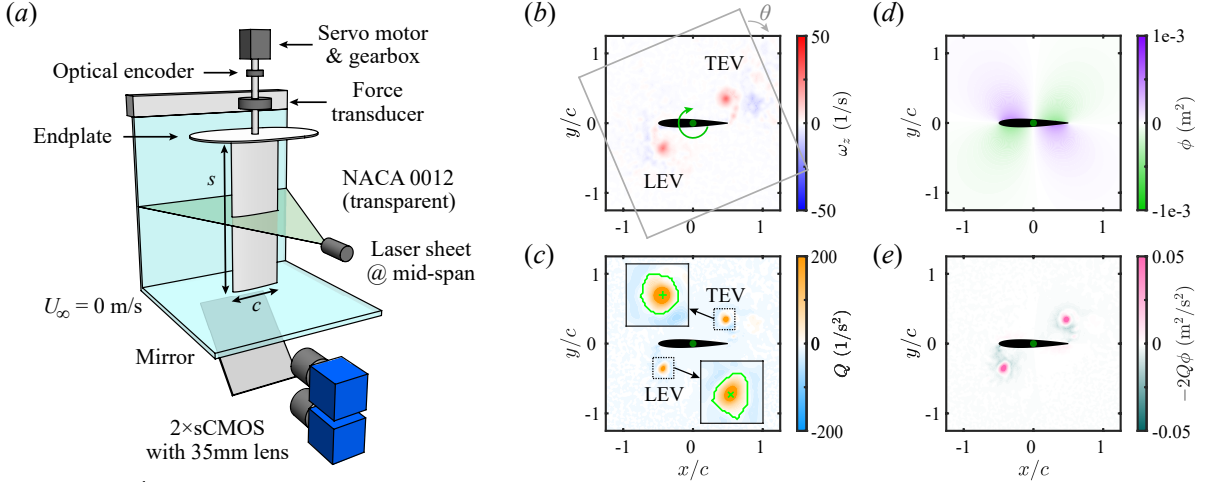 (a)
Servo motor
& gearbox
Optical encoder
Force
transducer
Endplate
s
NACA 0012
(transparent)
Laser sheet
@ mid-span
U∞ = 0 m/s
c
Mirror
2×sCMOS
with 35mm lens
(b)
θ
1
0
-1
y/c
TEV
LEV
-1 0 1
50
0
-50
ωz (1/s)
(c)
1
0
-1
y/c
TEV
LEV
-1 0 1
x/c
200
0
-200
Q (1/s²)
(d)
1
0
-1
y/c
-1 0 1
1e-3
0
-1e-3
ϕ (m²)
(e)
1
0
-1
y/c
-1 0 1
x/c
0.05
0
-0.05
−2Qϕ (m²/s²)